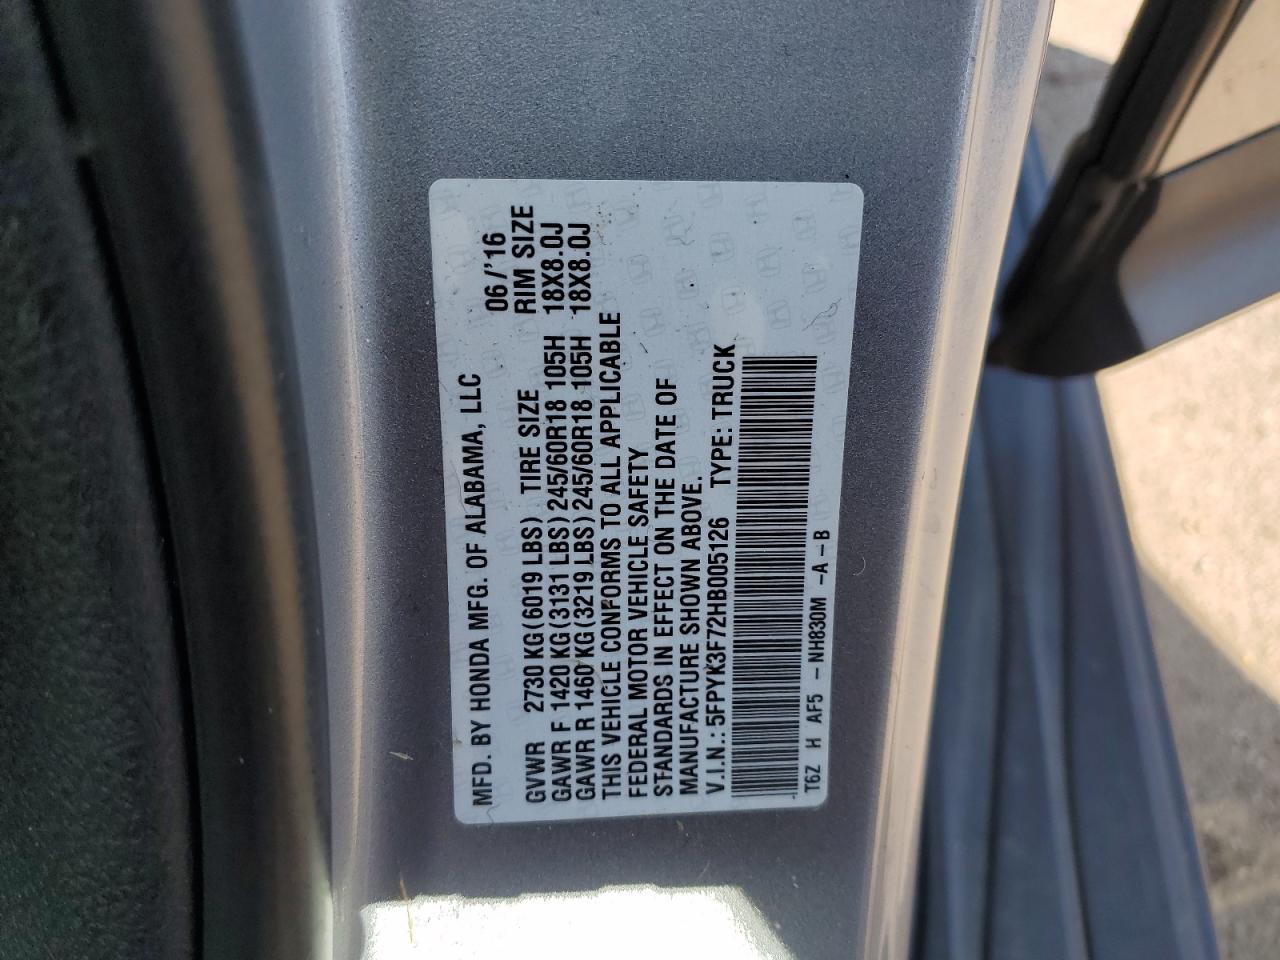 MFD. BY HONDA MFG. OF ALABAMA, LLC 06/'16
GVWR 2730 KG (6019 LBS) TIRE SIZE RIM SIZE
GAWR F 1420 KG (3131 LBS) 245/60R18 105H 18X8.0J
GAWR R 1460 KG (3219 LBS) 245/60R18 105H 18X8.0J
THIS VEHICLE CONFORMS TO ALL APPLICABLE
FEDERAL MOTOR VEHICLE SAFETY
STANDARDS IN EFFECT ON THE DATE OF
MANUFACTURE SHOWN ABOVE.
V.I.N.: 5FPYK3F72HB005126 TYPE: TRUCK
T6Z H AF5 - NH830M -A-B